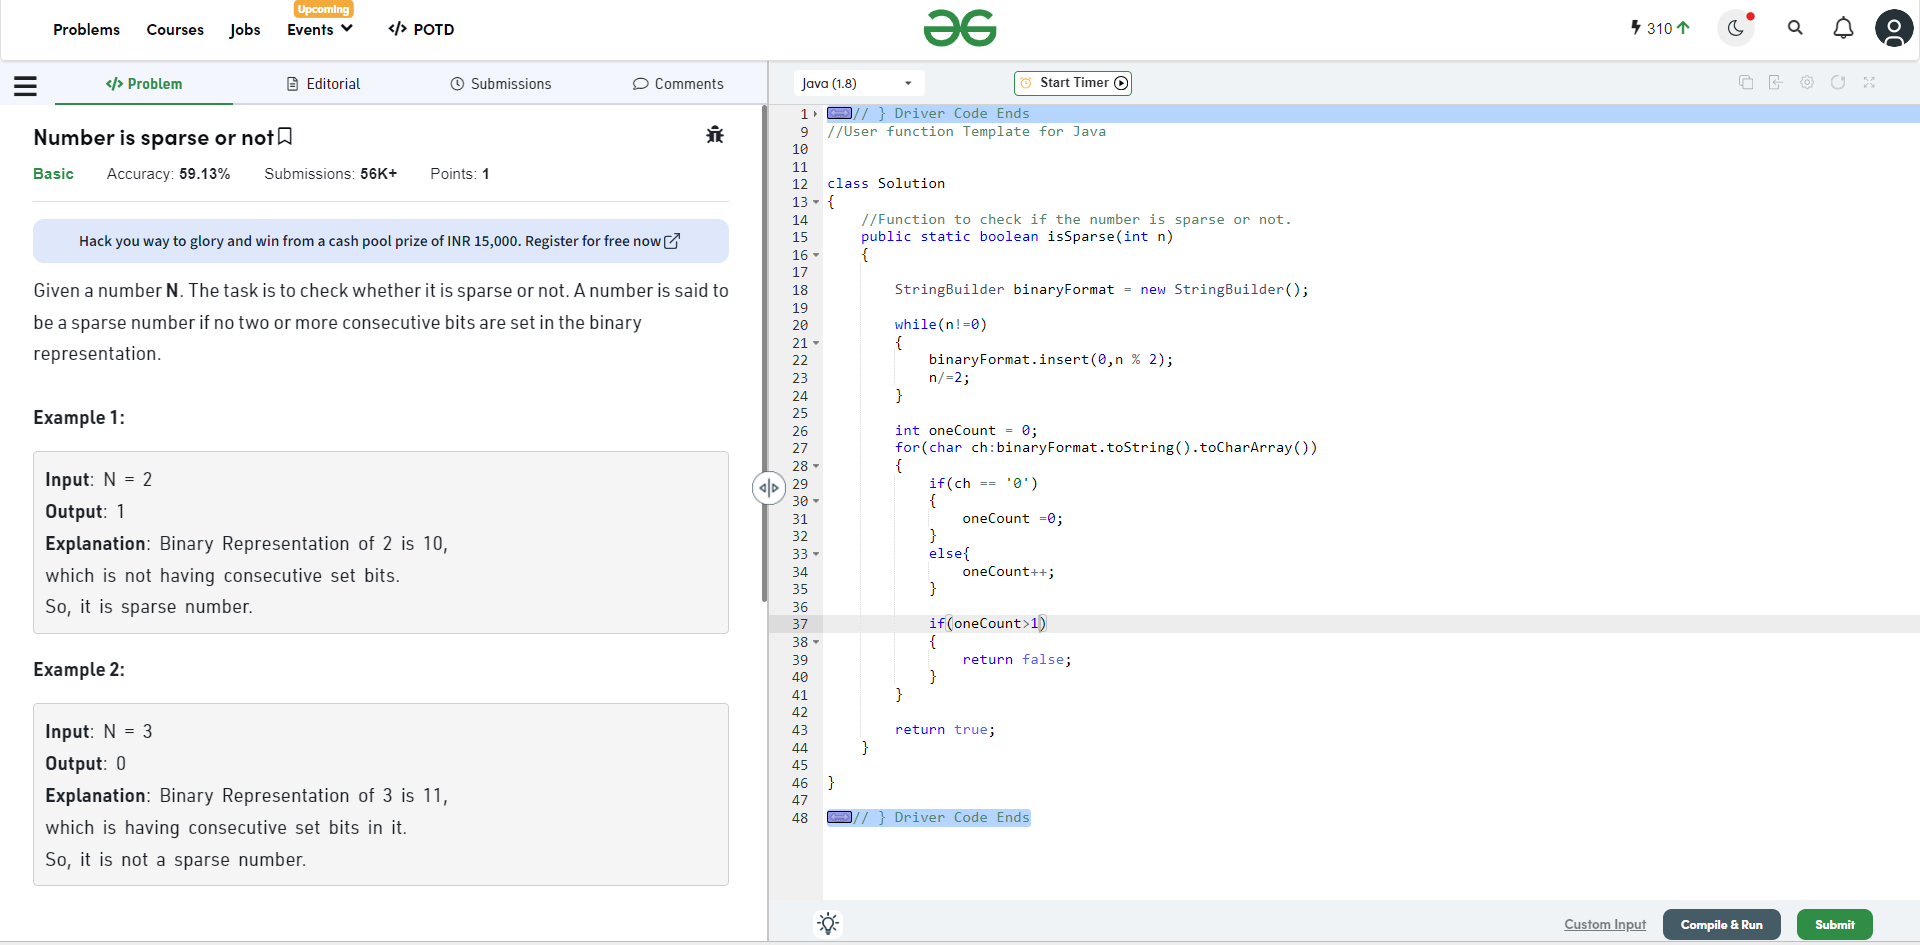 Problems Courses Jobs Upcoming Events </> POTD
310
</> Problem Editorial Submissions Comments
Number is sparse or not
Basic Accuracy: 59.13% Submissions: 56K+ Points: 1
Hack you way to glory and win from a cash pool prize of INR 15,000. Register for free now
Given a number N. The task is to check whether it is sparse or not. A number is said to
be a sparse number if no two or more consecutive bits are set in the binary
representation.
Example 1:
Input: N = 2
Output: 1
Explanation: Binary Representation of 2 is 10,
which is not having consecutive set bits.
So, it is sparse number.
Example 2:
Input: N = 3
Output: 0
Explanation: Binary Representation of 3 is 11,
which is having consecutive set bits in it.
So, it is not a sparse number.
Java (1.8) Start Timer
1 // } Driver Code Ends
9 //User function Template for Java
10
11
12 class Solution
13 {
14 //Function to check if the number is sparse or not.
15 public static boolean isSparse(int n)
16 {
17
18 StringBuilder binaryFormat = new StringBuilder();
19
20 while(n!=0)
21 {
22 binaryFormat.insert(0,n % 2);
23 n/=2;
24 }
25
26 int oneCount = 0;
27 for(char ch:binaryFormat.toString().toCharArray())
28 {
29 if(ch == '0')
30 {
31 oneCount =0;
32 }
33 else{
34 oneCount++;
35 }
36
37 if(oneCount>1)
38 {
39 return false;
40 }
41 }
42
43 return true;
44 }
45
46 }
47
48 // } Driver Code Ends
Custom Input Compile & Run Submit